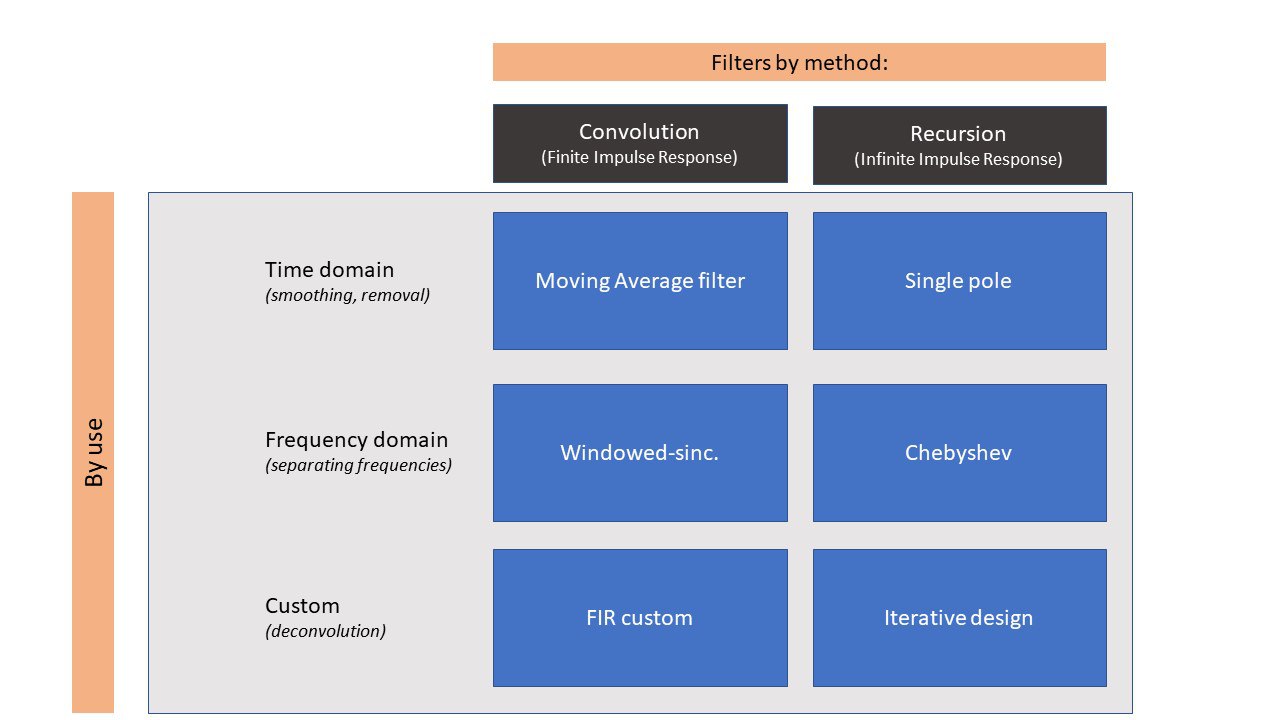 Filters by method:
Convolution
(Finite Impulse Response)
Recursion
(Infinite Impulse Response)
By use
Time domain
(smoothing, removal)
Moving Average filter
Single pole
Frequency domain
(separating frequencies)
Windowed-sinc.
Chebyshev
Custom
(deconvolution)
FIR custom
Iterative design